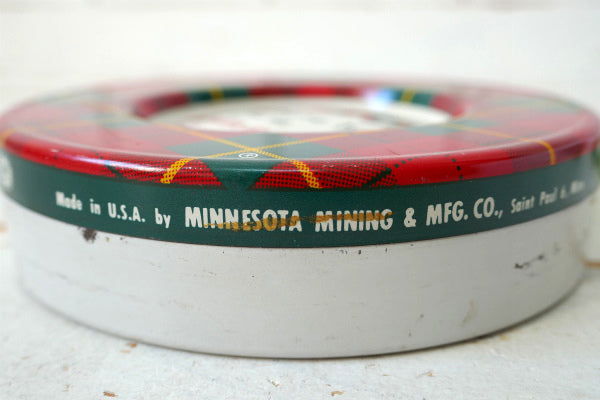 Made in U.S.A. by MINNESOTA MINING & MFG. CO., Saint Paul 6, Minn.